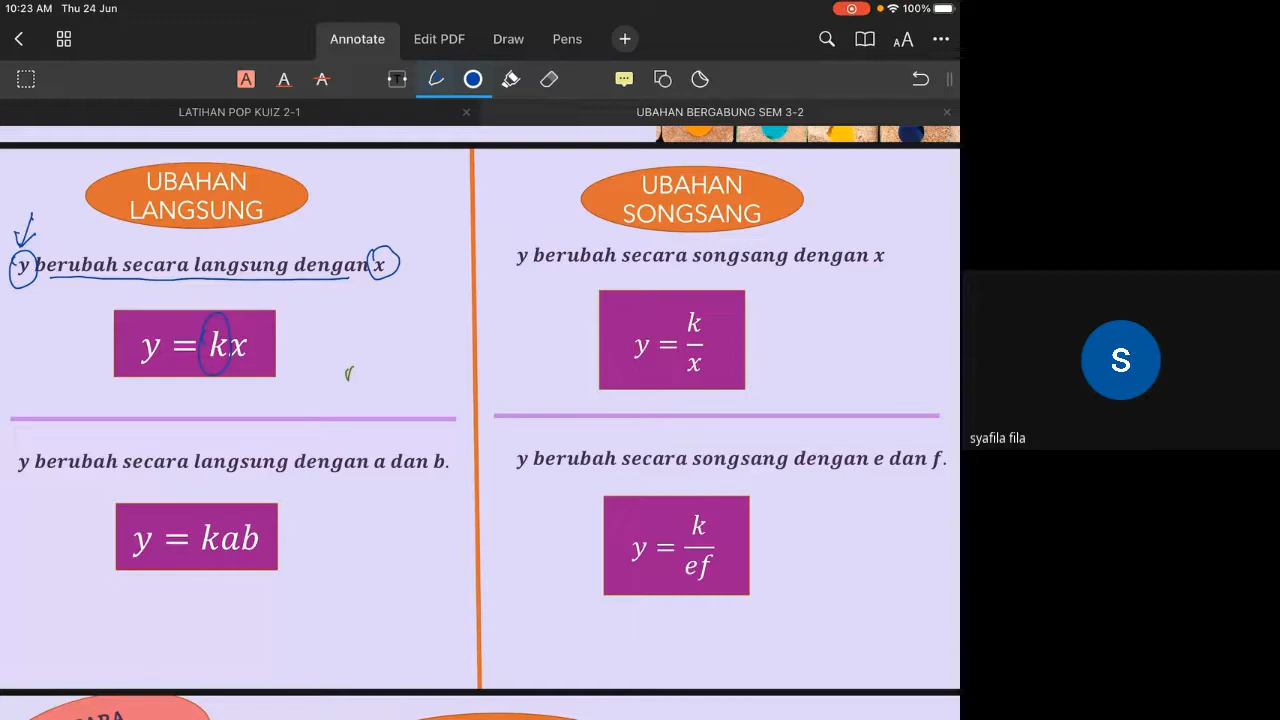 10:23 AM Thu 24 Jun
100%
Annotate
Edit PDF
Draw
Pens
AA
A
A
A
T
LATIHAN POP KUIZ 2-1
UBAHAN BERGABUNG SEM 3-2
UBAHAN
LANGSUNG
y berubah secara langsung dengan x
y = kx
y berubah secara langsung dengan a dan b.
y = kab
UBAHAN
SONGSANG
y berubah secara songsang dengan x
y = k/x
y berubah secara songsang dengan e dan f.
y = k/ef
S
syafila fila